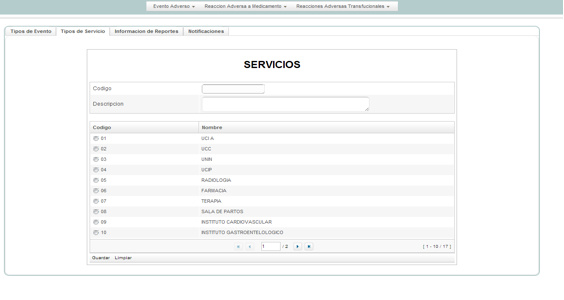 Evento Adverso Reaccion Adversa a Medicamento Reacciones Adversas Transfucionales
Tipos de Evento Tipos de Servicio Informacion de Reportes Notificaciones
SERVICIOS
Codigo
Descripcion
Codigo Nombre
01 UCI A
02 UCC
03 UNIN
04 UCIP
05 RADIOLOGIA
06 FARMACIA
07 TERAPIA
08 SALA DE PARTOS
09 INSTITUTO CARDIOVASCULAR
10 INSTITUTO GASTROENTELOLOGICO
1 / 2 [ 1 - 10 / 17 ]
Guardar Limpiar